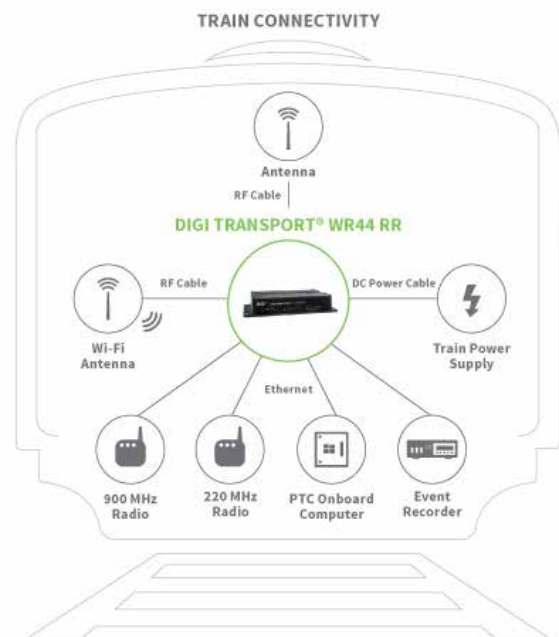 TRAIN CONNECTIVITY
Antenna
RF Cable
DIGI TRANSPORT® WR44 RR
RF Cable
DC Power Cable
Wi-Fi
Antenna
Train Power
Supply
Ethernet
900 MHz
Radio
220 MHz
Radio
PTC Onboard
Computer
Event
Recorder